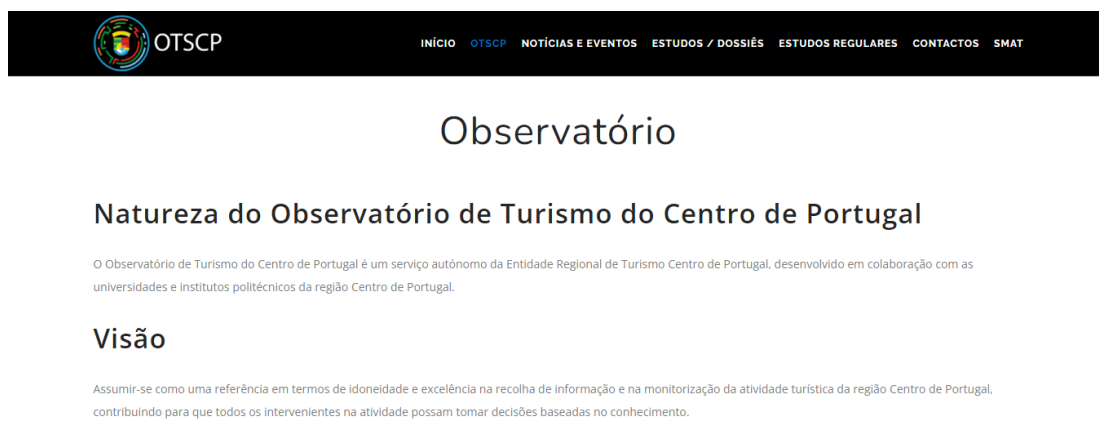 OTSCP
INÍCIO OTSCP NOTÍCIAS E EVENTOS ESTUDOS / DOSSIÊS ESTUDOS REGULARES CONTACTOS SMAT
Observatório
Natureza do Observatório de Turismo do Centro de Portugal
O Observatório de Turismo do Centro de Portugal é um serviço autónomo da Entidade Regional de Turismo Centro de Portugal, desenvolvido em colaboração com as
universidades e institutos politécnicos da região Centro de Portugal.
Visão
Assumir-se como uma referência em termos de idoneidade e excelência na recolha de informação e na monitorização da atividade turística da região Centro de Portugal,
contribuindo para que todos os intervenientes na atividade possam tomar decisões baseadas no conhecimento.